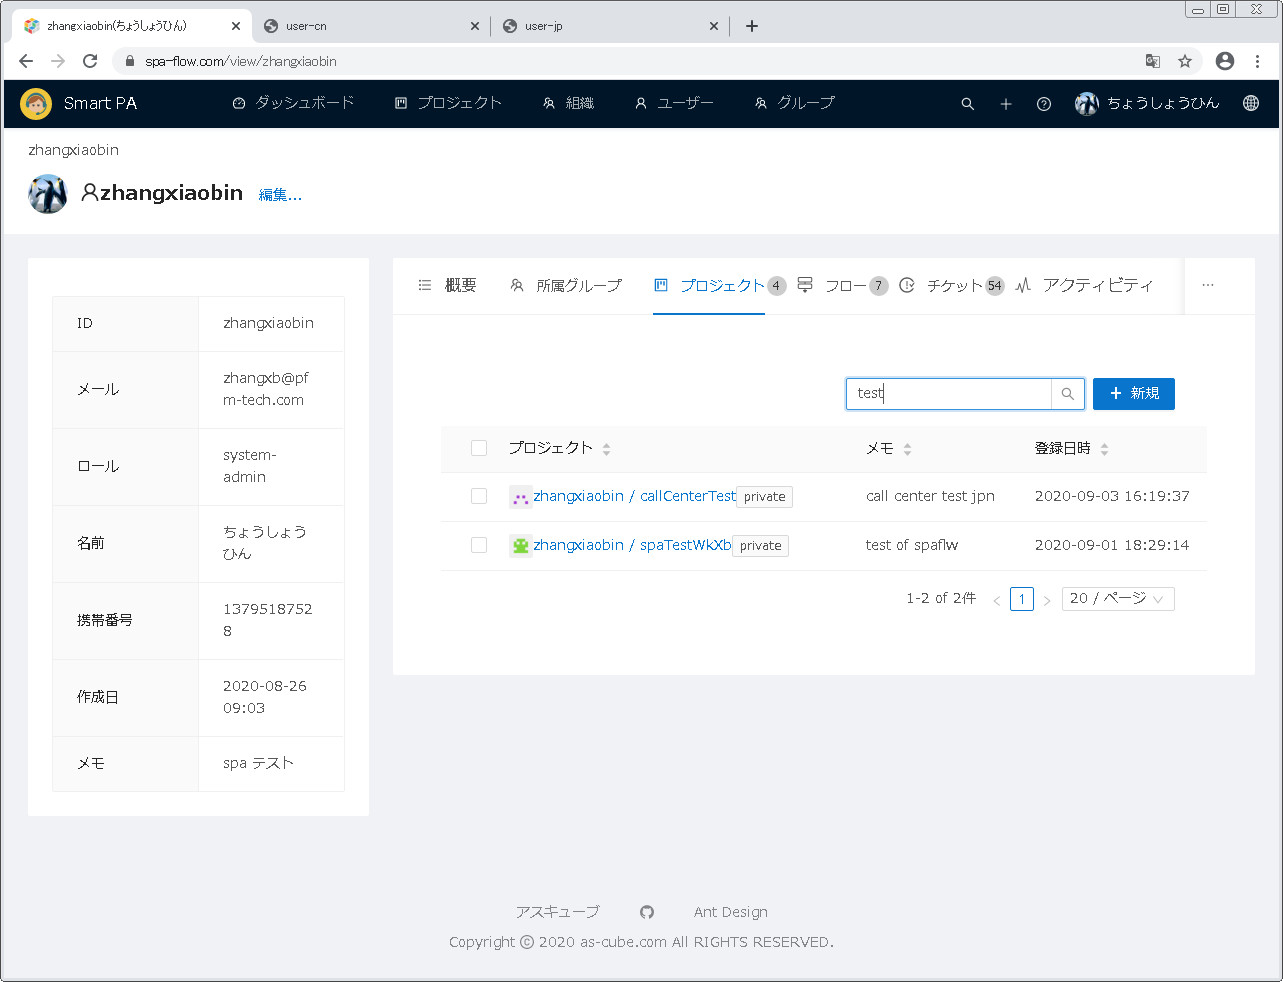 zhangxiaobin(ちょうしょうひん)
user-cn
user-jp
spa-flow.com/view/zhangxiaobin
Smart PA
ダッシュボード
プロジェクト
組織
ユーザー
グループ
ちょうしょうひん
zhangxiaobin
zhangxiaobin 編集...
ID zhangxiaobin
メール zhangxb@pf
m-tech.com
ロール system-
admin
名前 ちょうしょう
ひん
携帯番号 1379518752
8
作成日 2020-08-26
09:03
メモ spa テスト
概要 所属グループ プロジェクト 4 フロー 7 チケット 54 アクティビティ ...
test
+ 新規
プロジェクト メモ 登録日時
zhangxiaobin / callCenterTest private call center test jpn 2020-09-03 16:19:37
zhangxiaobin / spaTestWkXb private test of spaflw 2020-09-01 18:29:14
1-2 of 2件 < 1 > 20 / ページ
アスキューブ Ant Design
Copyright © 2020 as-cube.com All RIGHTS RESERVED.